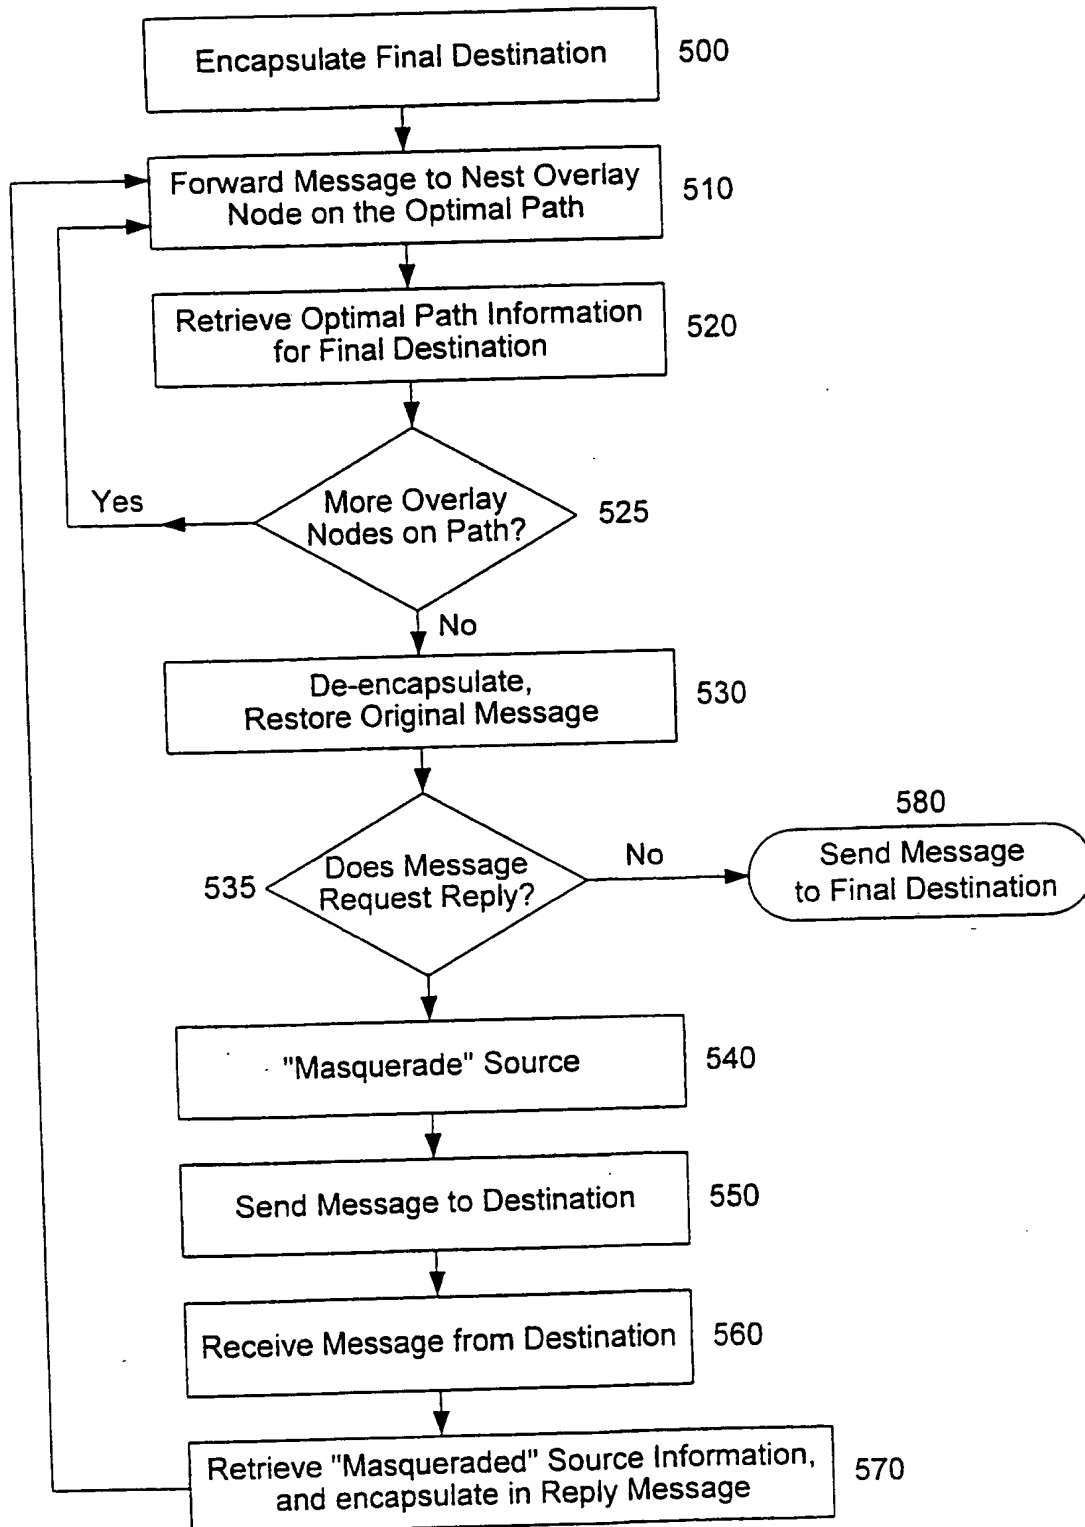 Encapsulate Final Destination
500
Forward Message to Nest Overlay
Node on the Optimal Path
510
Retrieve Optimal Path Information
for Final Destination
520
Yes
More Overlay
Nodes on Path?
525
No
De-encapsulate,
Restore Original Message
530
535
Does Message
Request Reply?
No
580
Send Message
to Final Destination
"Masquerade" Source
540
Send Message to Destination
550
Receive Message from Destination
560
Retrieve "Masqueraded" Source Information,
and encapsulate in Reply Message
570